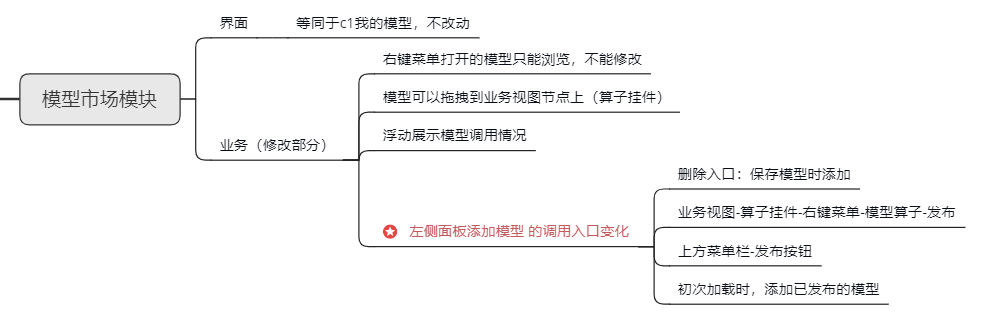 模型市场模块
界面
等同于c1我的模型，不改动
业务（修改部分）
右键菜单打开的模型只能浏览，不能修改
模型可以拖拽到业务视图节点上（算子挂件）
浮动展示模型调用情况
左侧面板添加模型 的调用入口变化
删除入口：保存模型时添加
业务视图-算子挂件-右键菜单-模型算子-发布
上方菜单栏-发布按钮
初次加载时，添加已发布的模型